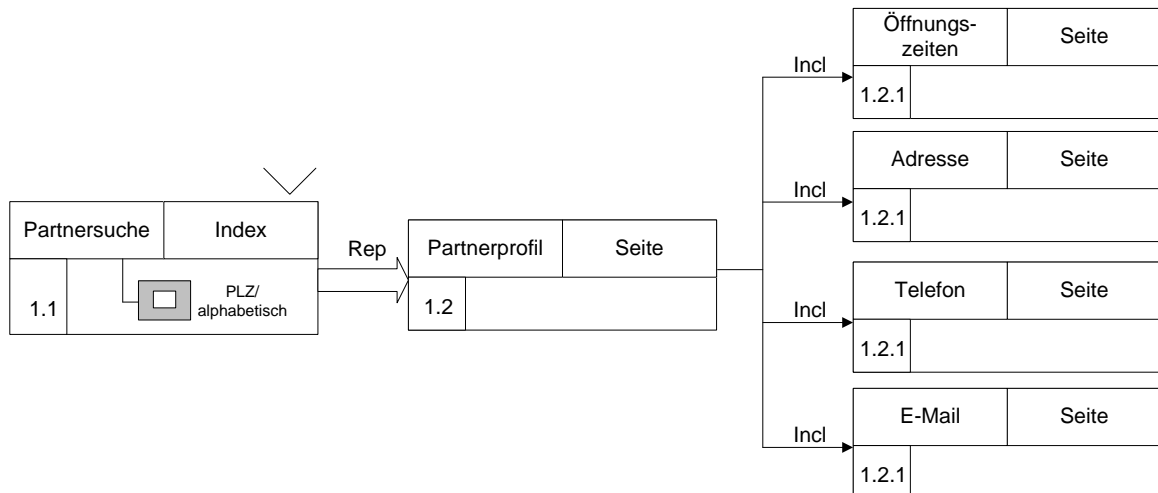 Partnersuche
Index
1.1
PLZ/
alphabetisch
Rep
Partnerprofil
Seite
1.2
Incl
Öffnungs-
zeiten
Seite
1.2.1
Incl
Adresse
Seite
1.2.1
Incl
Telefon
Seite
1.2.1
Incl
E-Mail
Seite
1.2.1